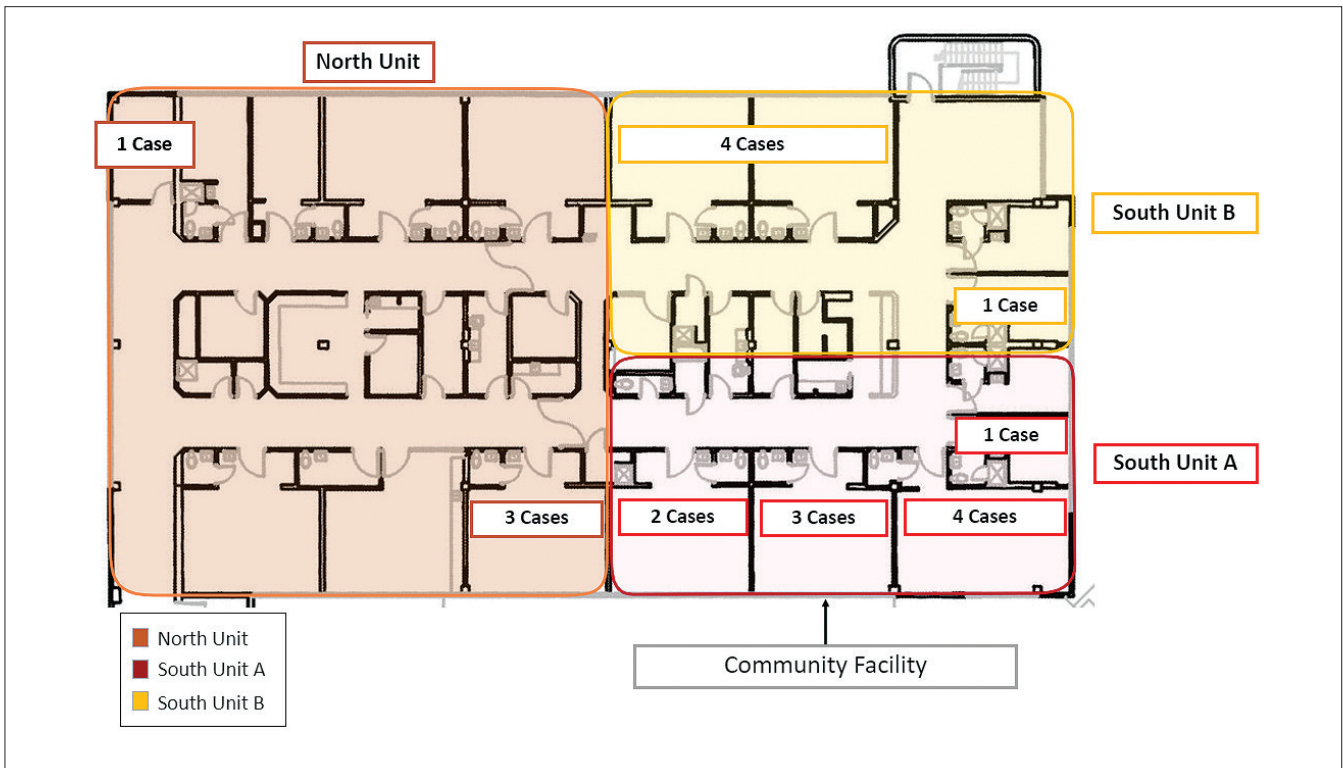 North Unit
1 Case
4 Cases
South Unit B
1 Case
1 Case
South Unit A
3 Cases
2 Cases
3 Cases
4 Cases
North Unit
South Unit A
South Unit B
Community Facility